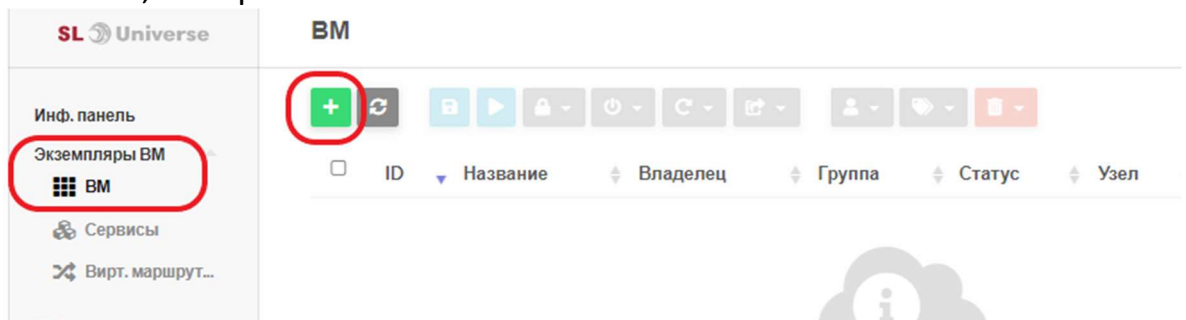 SL Universe
ВМ
Инф. панель
Экземпляры ВМ
ВМ
Сервисы
Вирт. маршрут...
ID Название Владелец Группа Статус Узел